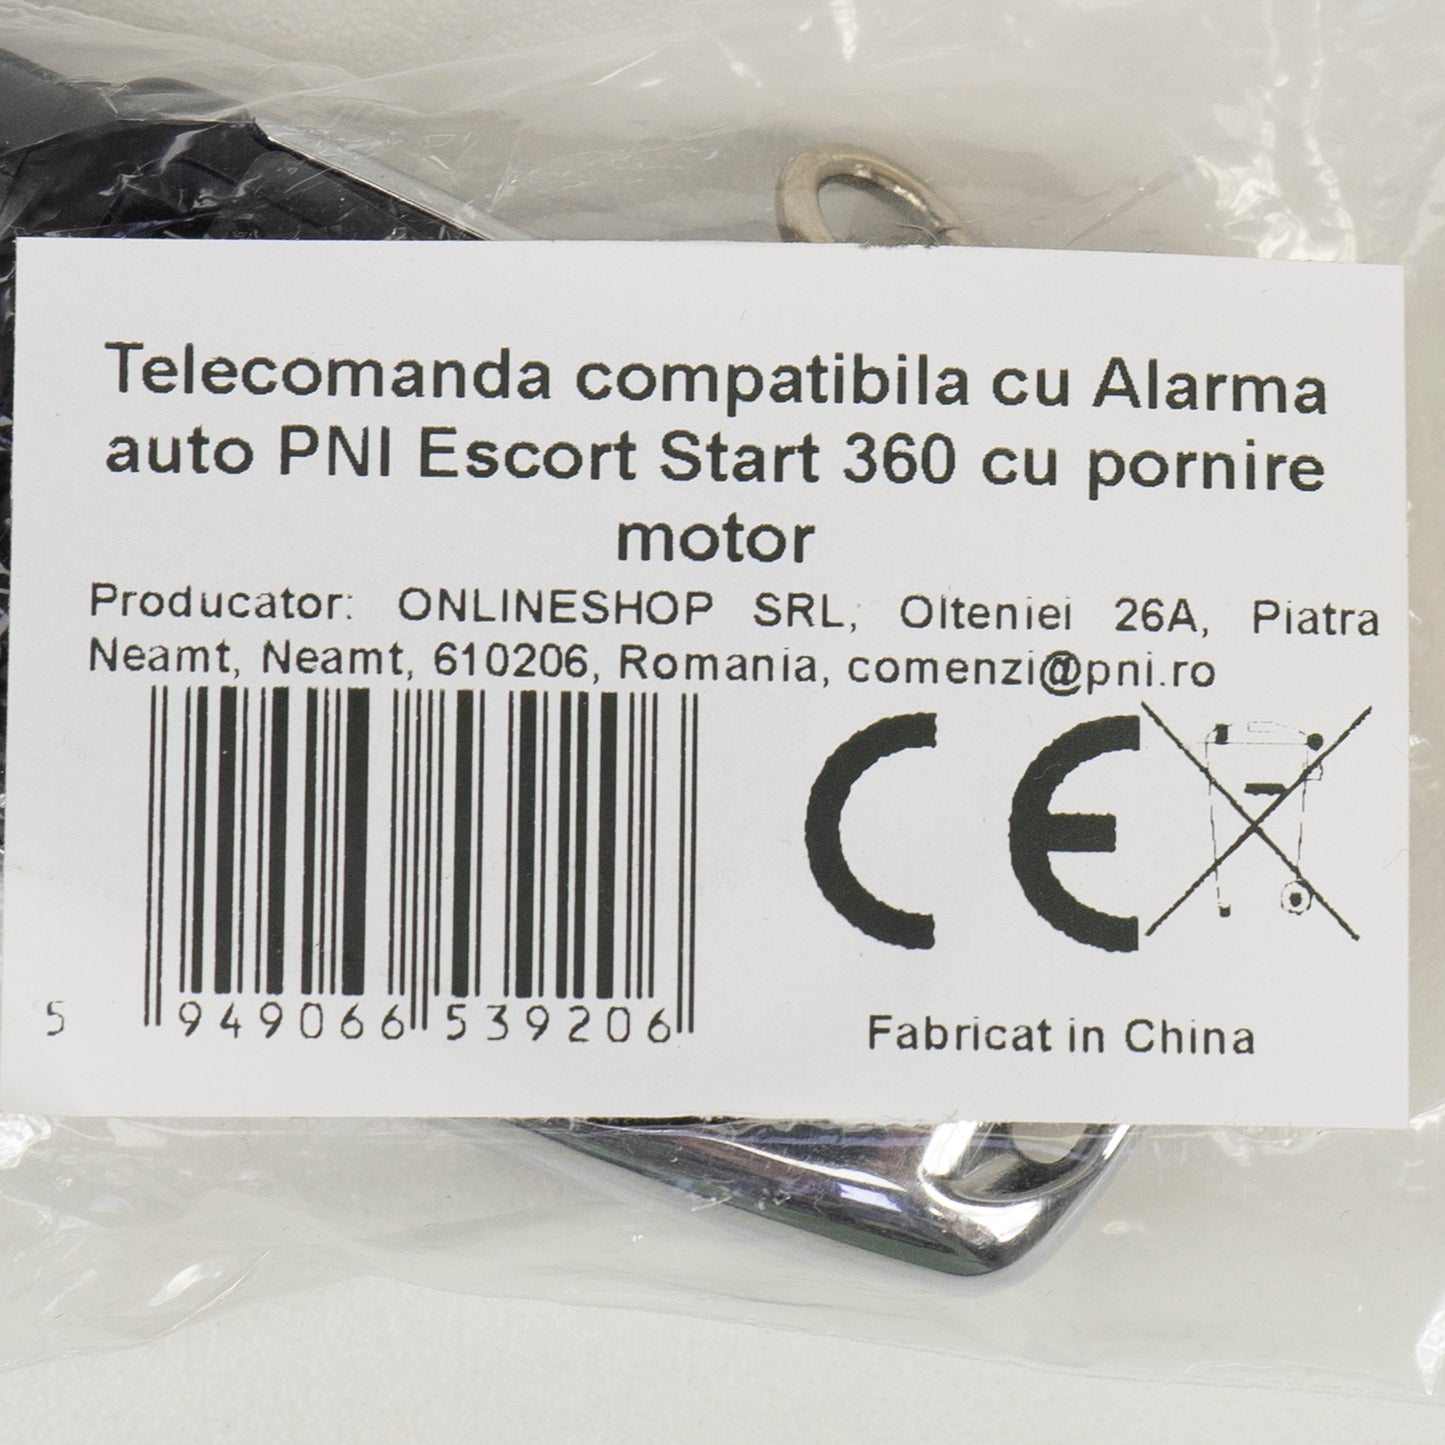 Telecomanda compatibila cu Alarma
auto PNI Escort Start 360 cu pornire
motor
Producator: ONLINESHOP SRL, Olteniei 26A, Piatra
Neamt, Neamt, 610206, Romania, comenzi@pni.ro
CE
5 949066 539206
Fabricat in China